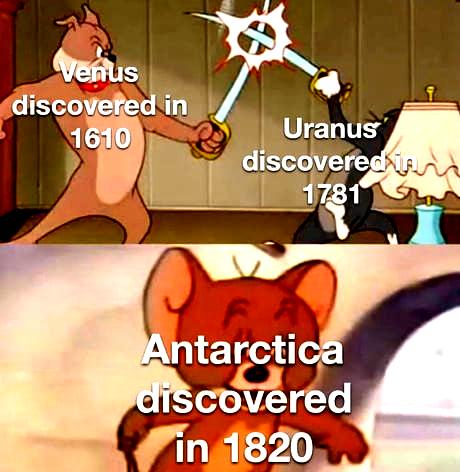 Venus
discovered in
1610
Uranus
discovered in
1781
Antarctica
discovered
in 1820